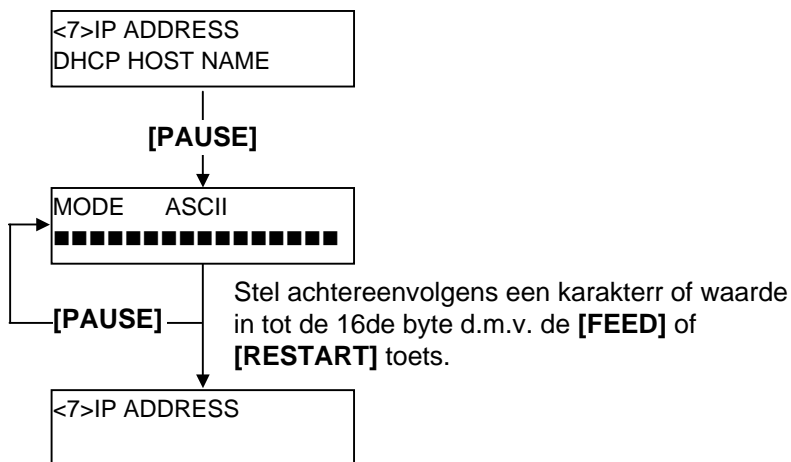 <7>IP ADDRESS
DHCP HOST NAME
[PAUSE]
MODE ASCII
■■■■■■■■■■■■■■■■
[PAUSE]
Stel achtereenvolgens een karakterr of waarde
in tot de 16de byte d.m.v. de [FEED] of
[RESTART] toets.
<7>IP ADDRESS